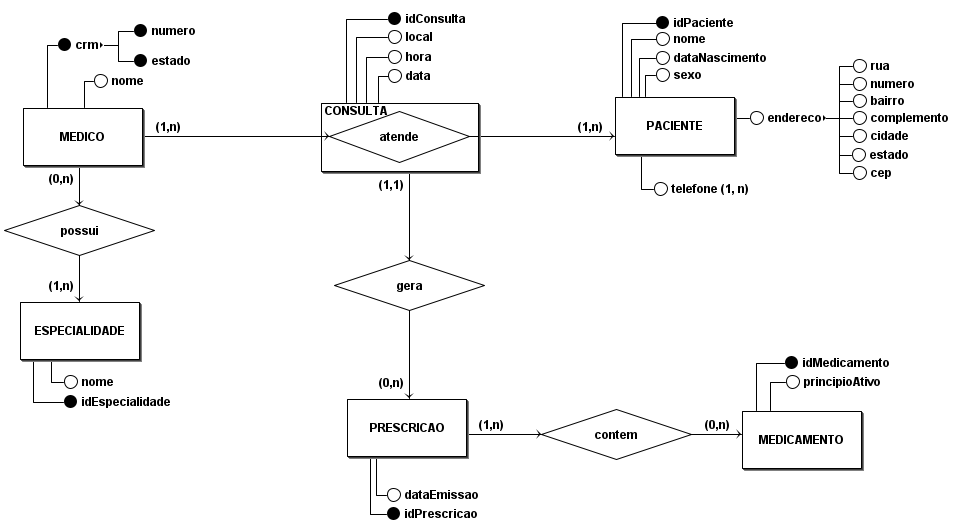 crm
numero
estado
nome
MEDICO
(1,n)
idConsulta
local
hora
data
CONSULTA
atende
(1,n)
idPaciente
nome
dataNascimento
sexo
PACIENTE
endereco
rua
numero
bairro
complemento
cidade
estado
cep
telefone (1, n)
(0,n)
possui
(1,n)
ESPECIALIDADE
nome
idEspecialidade
(1,1)
gera
(0,n)
PRESCRICAO
(1,n)
contem
(0,n)
idMedicamento
principioAtivo
MEDICAMENTO
dataEmissao
idPrescricao